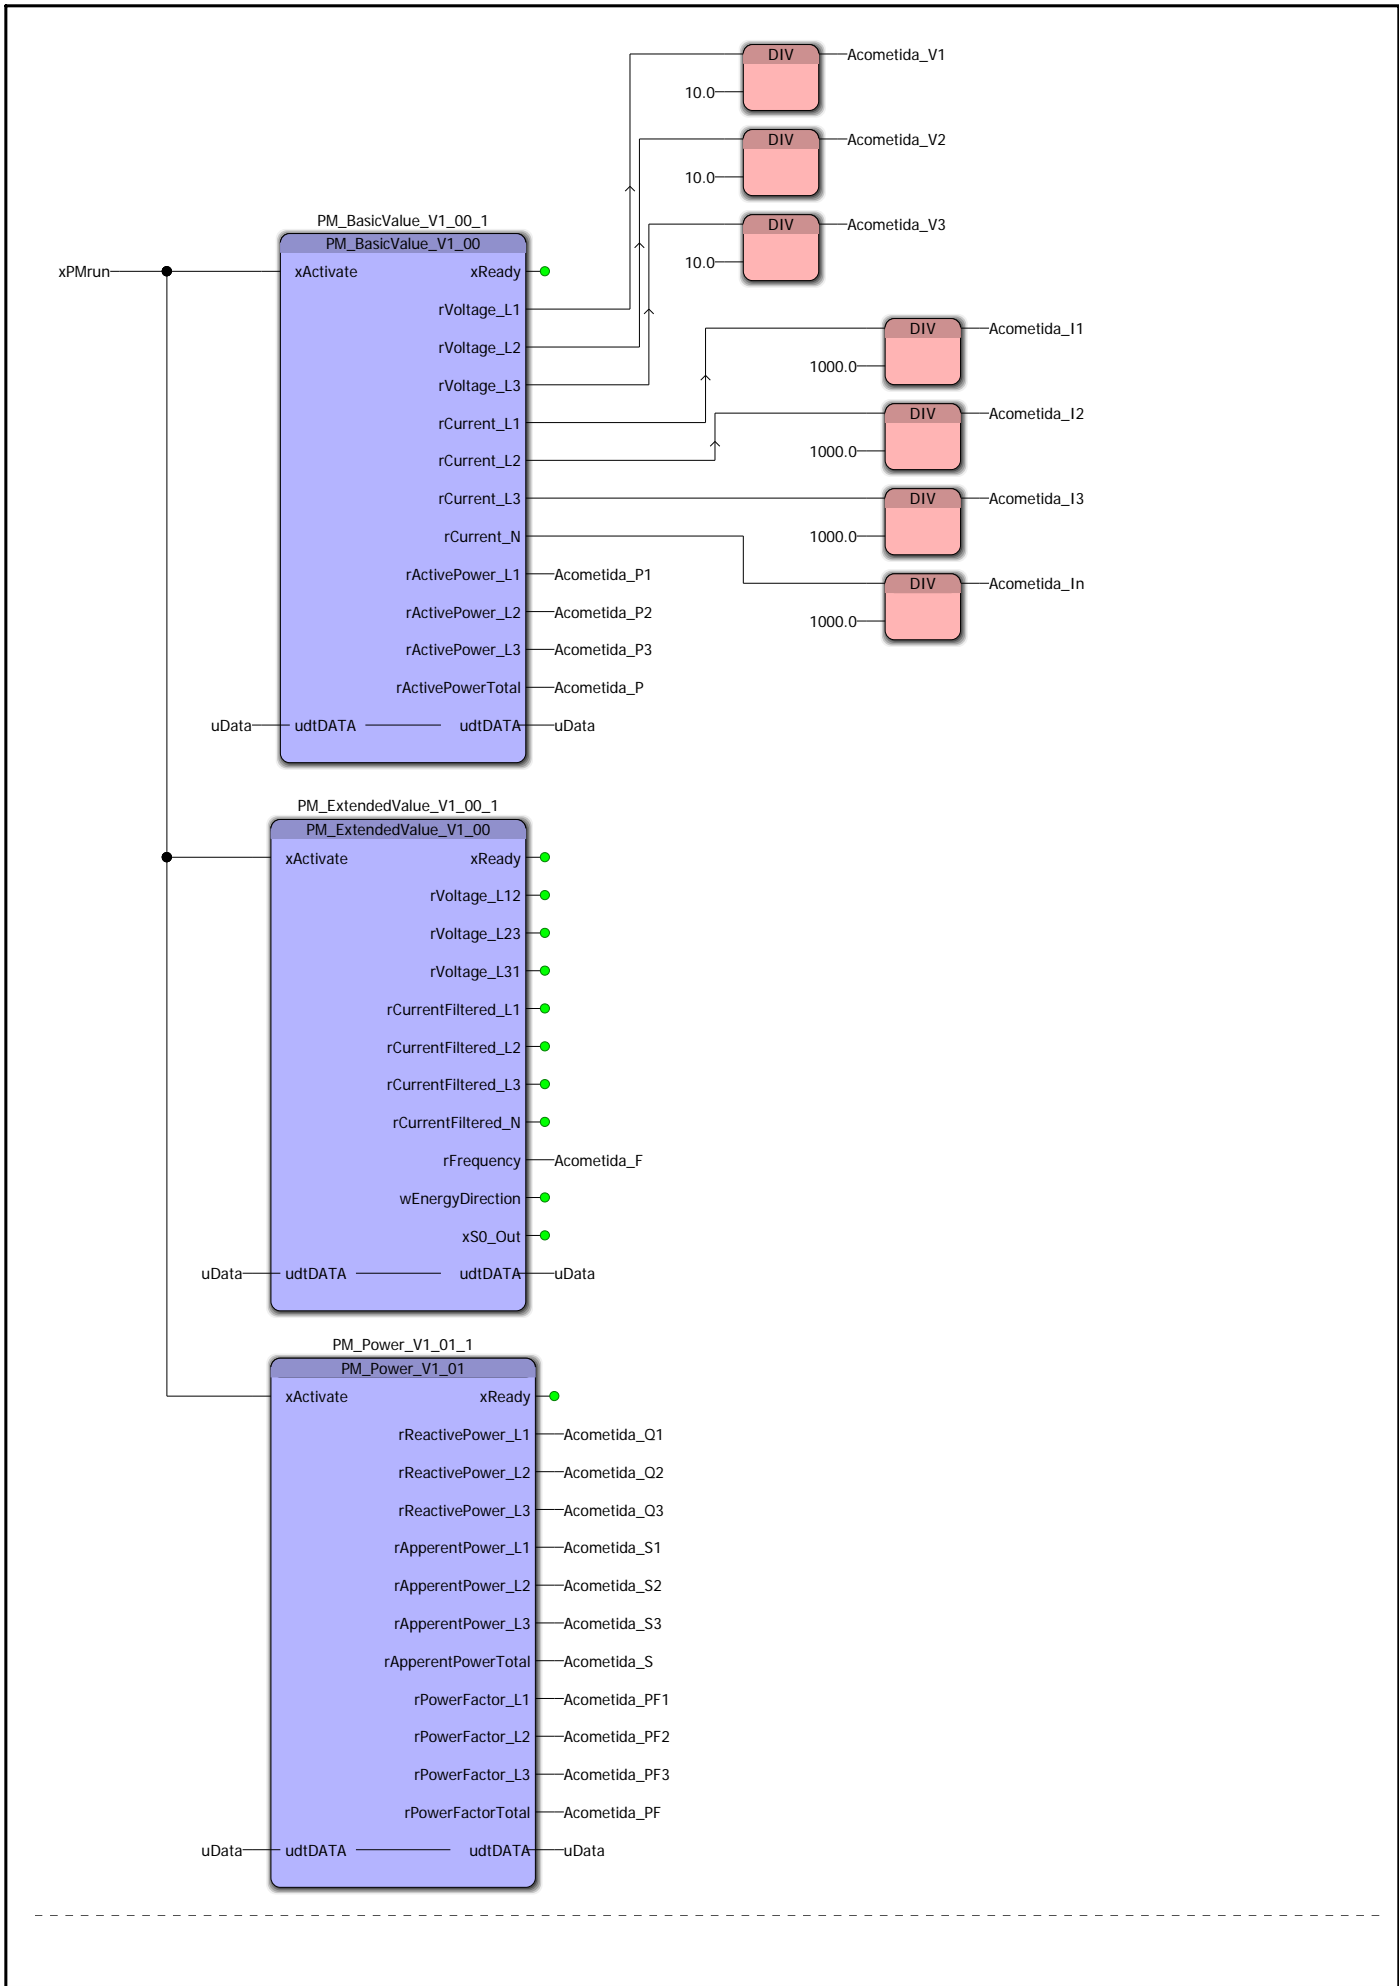 DIV Acometida_V1
10.0
DIV Acometida_V2
10.0
DIV Acometida_V3
10.0
PM_BasicValue_V1_00_1
PM_BasicValue_V1_00
xPMrun xActivate xReady
rVoltage_L1
DIV Acometida_I1
rVoltage_L2
1000.0
rVoltage_L3
DIV Acometida_I2
rCurrent_L1
1000.0
rCurrent_L2
rCurrent_L3 DIV Acometida_I3
rCurrent_N 1000.0
rActivePower_L1 Acometida_P1 DIV Acometida_In
rActivePower_L2 Acometida_P2 1000.0
rActivePower_L3 Acometida_P3
rActivePowerTotal Acometida_P
uData udtDATA udtDATA uData
PM_ExtendedValue_V1_00_1
PM_ExtendedValue_V1_00
xActivate xReady
rVoltage_L12
rVoltage_L23
rVoltage_L31
rCurrentFiltered_L1
rCurrentFiltered_L2
rCurrentFiltered_L3
rCurrentFiltered_N
rFrequency Acometida_F
wEnergyDirection
xS0_Out
uData udtDATA udtDATA uData
PM_Power_V1_01_1
PM_Power_V1_01
xActivate xReady
rReactivePower_L1 Acometida_Q1
rReactivePower_L2 Acometida_Q2
rReactivePower_L3 Acometida_Q3
rApperentPower_L1 Acometida_S1
rApperentPower_L2 Acometida_S2
rApperentPower_L3 Acometida_S3
rApperentPowerTotal Acometida_S
rPowerFactor_L1 Acometida_PF1
rPowerFactor_L2 Acometida_PF2
rPowerFactor_L3 Acometida_PF3
rPowerFactorTotal Acometida_PF
uData udtDATA udtDATA uData